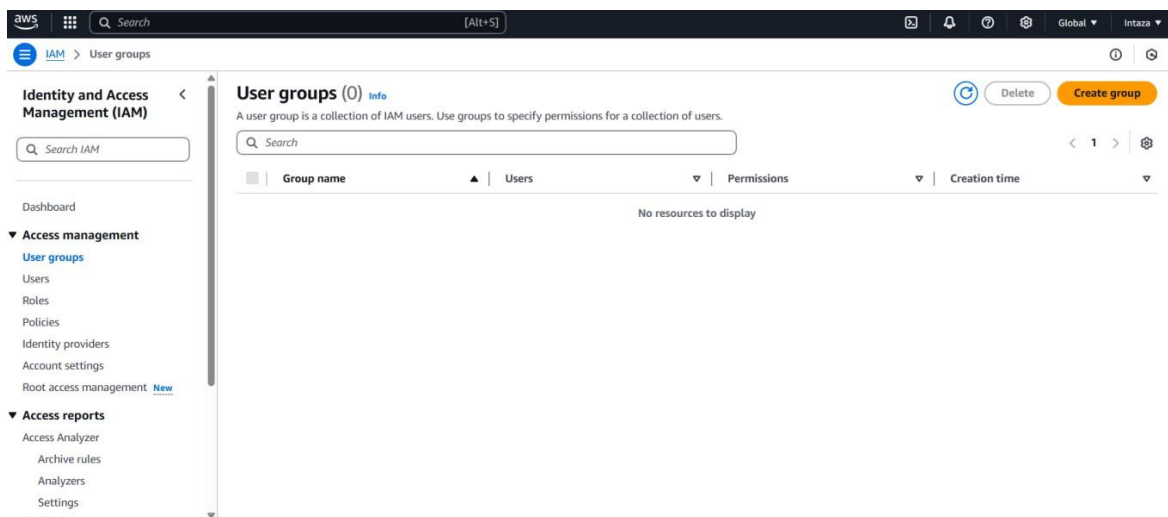 aws
Search [Alt+S] Global ▼ Intaza ▼
IAM > User groups
Identity and Access Management (IAM)
Search IAM
Dashboard
Access management
User groups
Users
Roles
Policies
Identity providers
Account settings
Root access management New
Access reports
Access Analyzer
Archive rules
Analyzers
Settings
User groups (0) Info
Delete
Create group
A user group is a collection of IAM users. Use groups to specify permissions for a collection of users.
Search
1
Group name Users Permissions Creation time
No resources to display